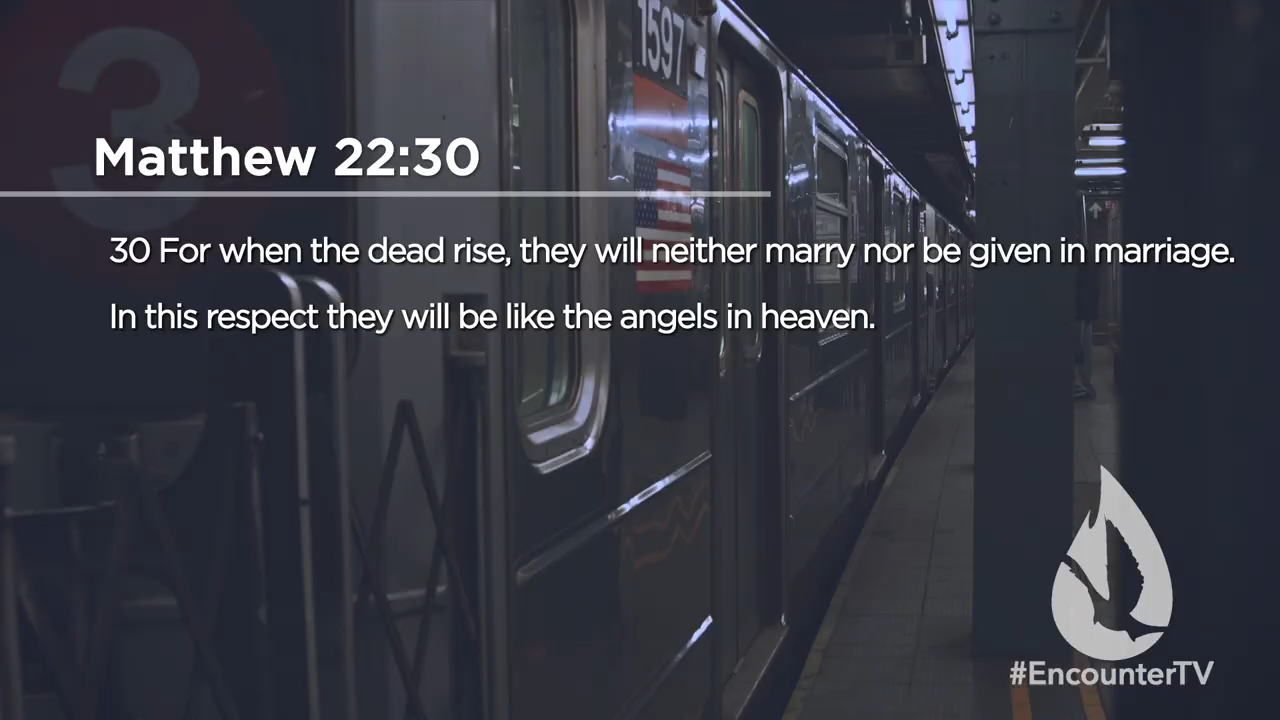 3
1597
Matthew 22:30
30 For when the dead rise, they will neither marry nor be given in marriage.
In this respect they will be like the angels in heaven.
#EncounterTV